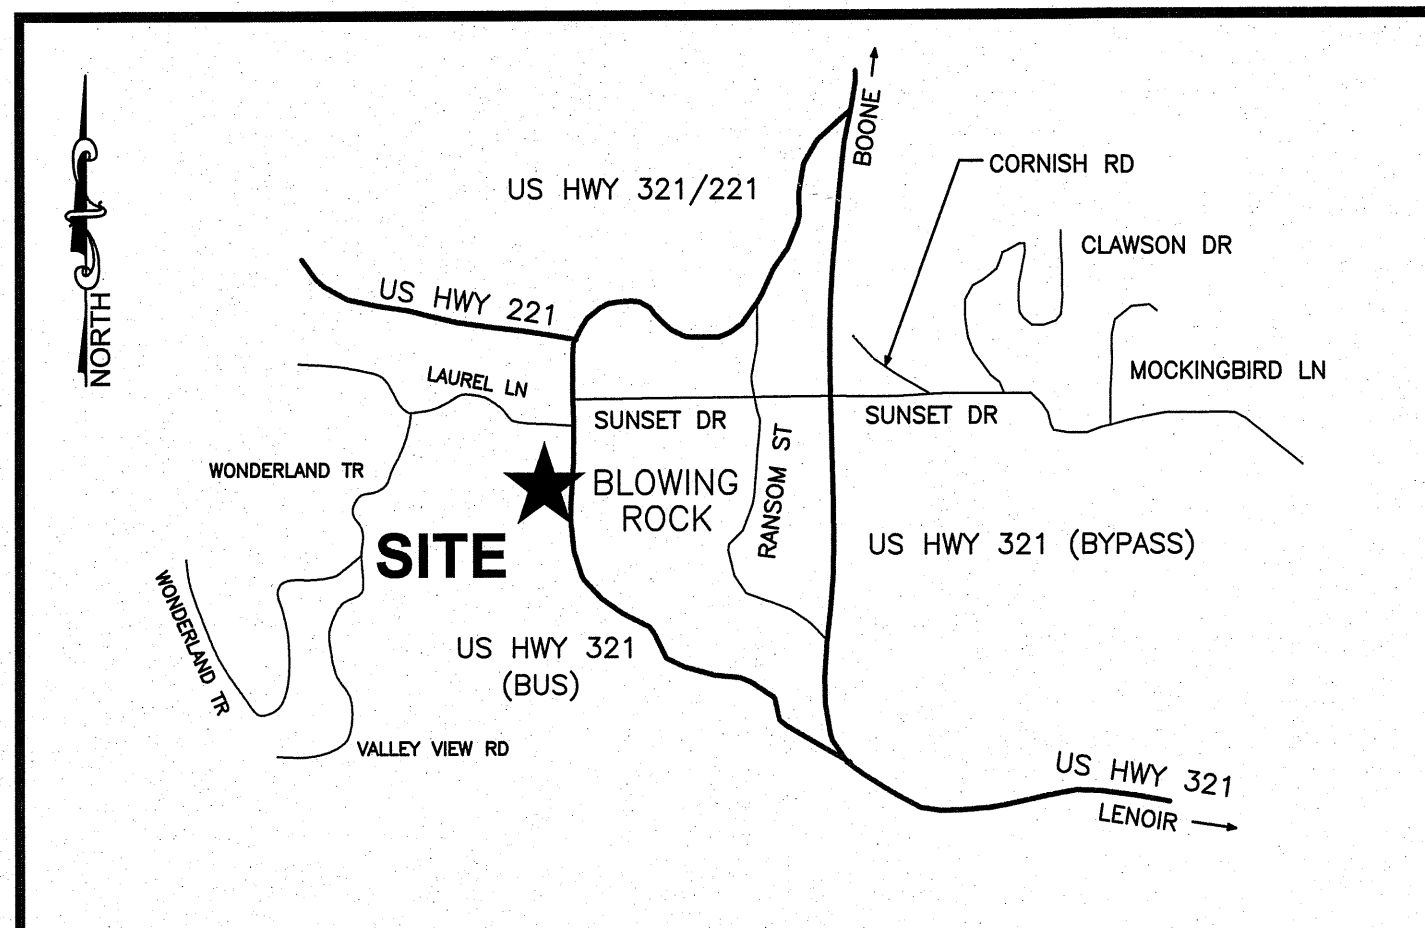 BOONE
CORNISH RD
US HWY 321/221
CLAWSON DR
NORTH
US HWY 221
LAUREL LN
MOCKINGBIRD LN
SUNSET DR
SUNSET DR
WONDERLAND TR
BLOWING
ROCK
RANSOM ST
SITE
US HWY 321 (BYPASS)
WONDERLAND TR
US HWY 321
(BUS)
VALLEY VIEW RD
US HWY 321
LENOIR